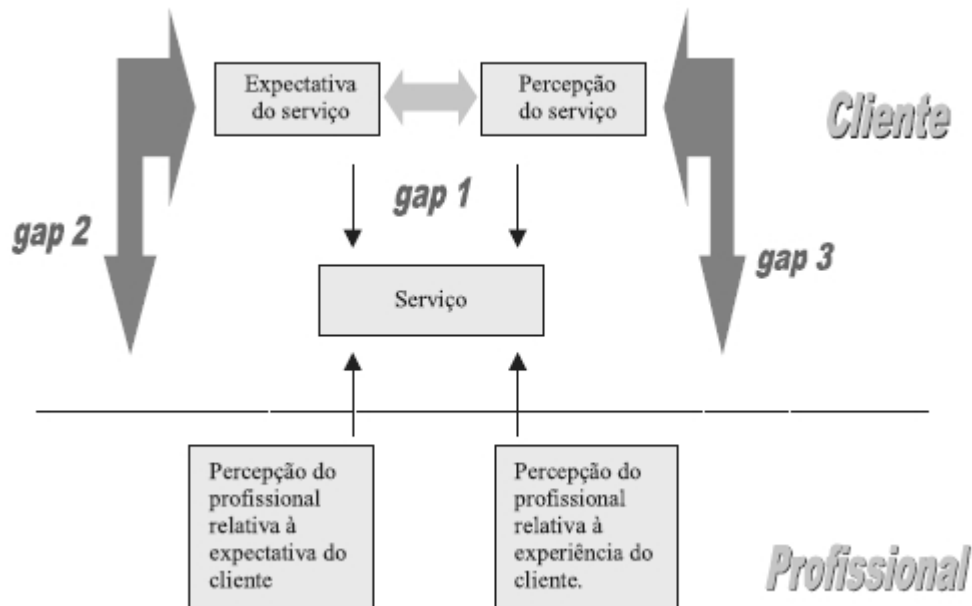 Expectativa
do serviço
Percepção
do serviço
Cliente
gap 1
gap 2
gap 3
Serviço
Percepção do
profissional
relativa à
expectativa do
cliente
Percepção do
profissional
relativa à
experiência do
cliente.
Profissional